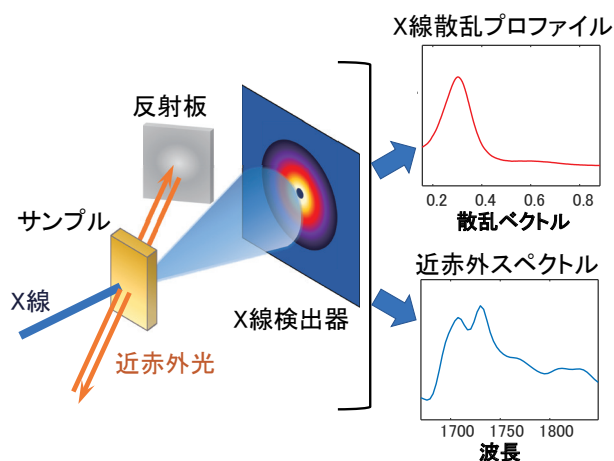 X線散乱プロファイル
反射板
0.2 0.4 0.6 0.8
散乱ベクトル
サンプル
近赤外スペクトル
X線
X線検出器
近赤外光
1700 1750 1800
波長